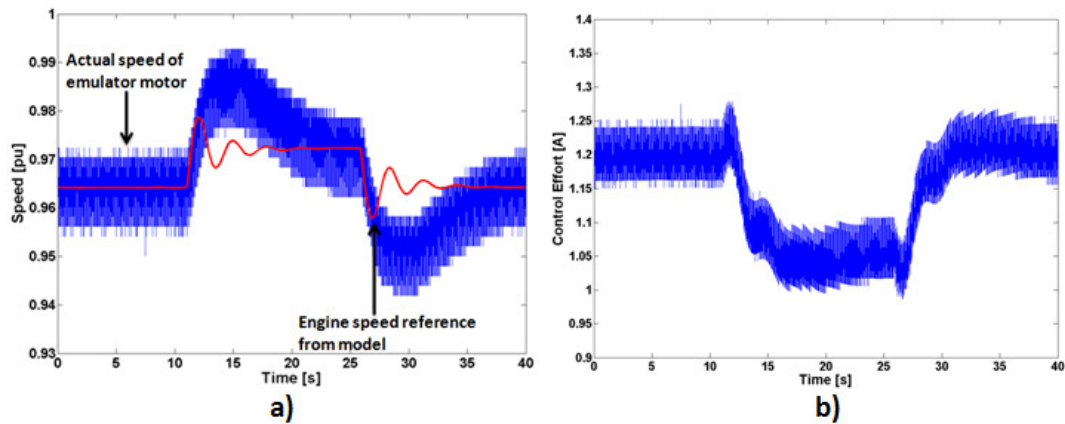 1
0.99
0.98
0.97
0.96
0.95
0.94
0.93
Speed [pu]
Actual speed of
emulator motor
Engine speed reference
from model
0 5 10 15 20 25 30 35 40
Time [s]
a)
1.4
1.35
1.3
1.25
1.2
1.15
1.1
1.05
1
0.95
0.9
Control Effort [A]
0 5 10 15 20 25 30 35 40
Time [s]
b)